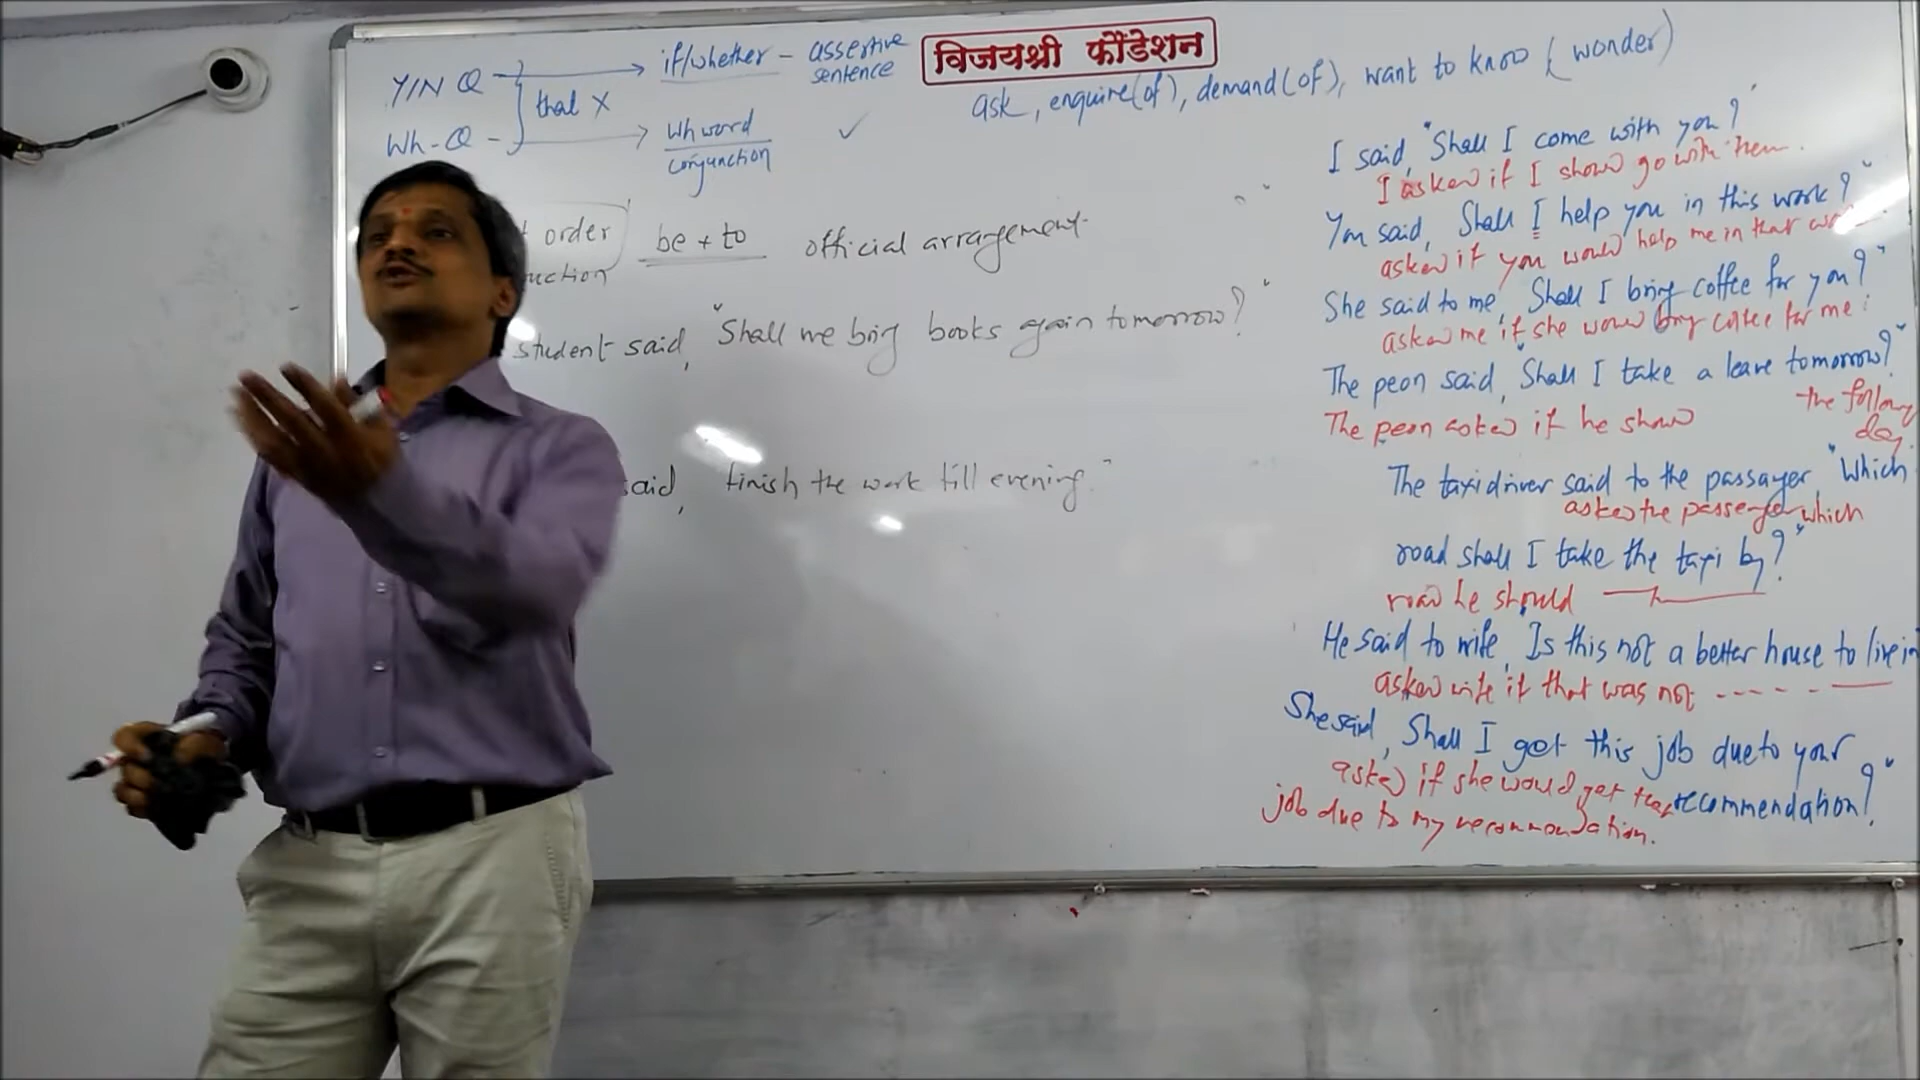 Y/N Q → if/whether – assertive sentence
that X
Wh-Q – → Wh word
conjunction
विजयश्री फौंडेशन
ask, enquire(of), demand(of), want to know (wonder)
order be + to official arrangement.
uction
student said, "Shall we bring books again tomorrow?"
said, finish the work till evening."
I said, "Shall I come with you?"
I asked if I should go with them.
You said, Shall I help you in this work?"
asked if you would help me in that
She said to me, Shall I bring coffee for you?"
asked me if she would bring coffee for me.
The peon said, "Shall I take a leave tomorrow?"
The peon asked if he should the following
day.
The taxi driver said to the passanger, "Which
asked the passenger which
road shall I take the taxi by?"
road he should
He said to wife, Is this not a better house to live in
asked wife if that was not - - - - -
She said, Shall I get this job due to your
asked if she would get that recommendation?"
job due to my recommendation.